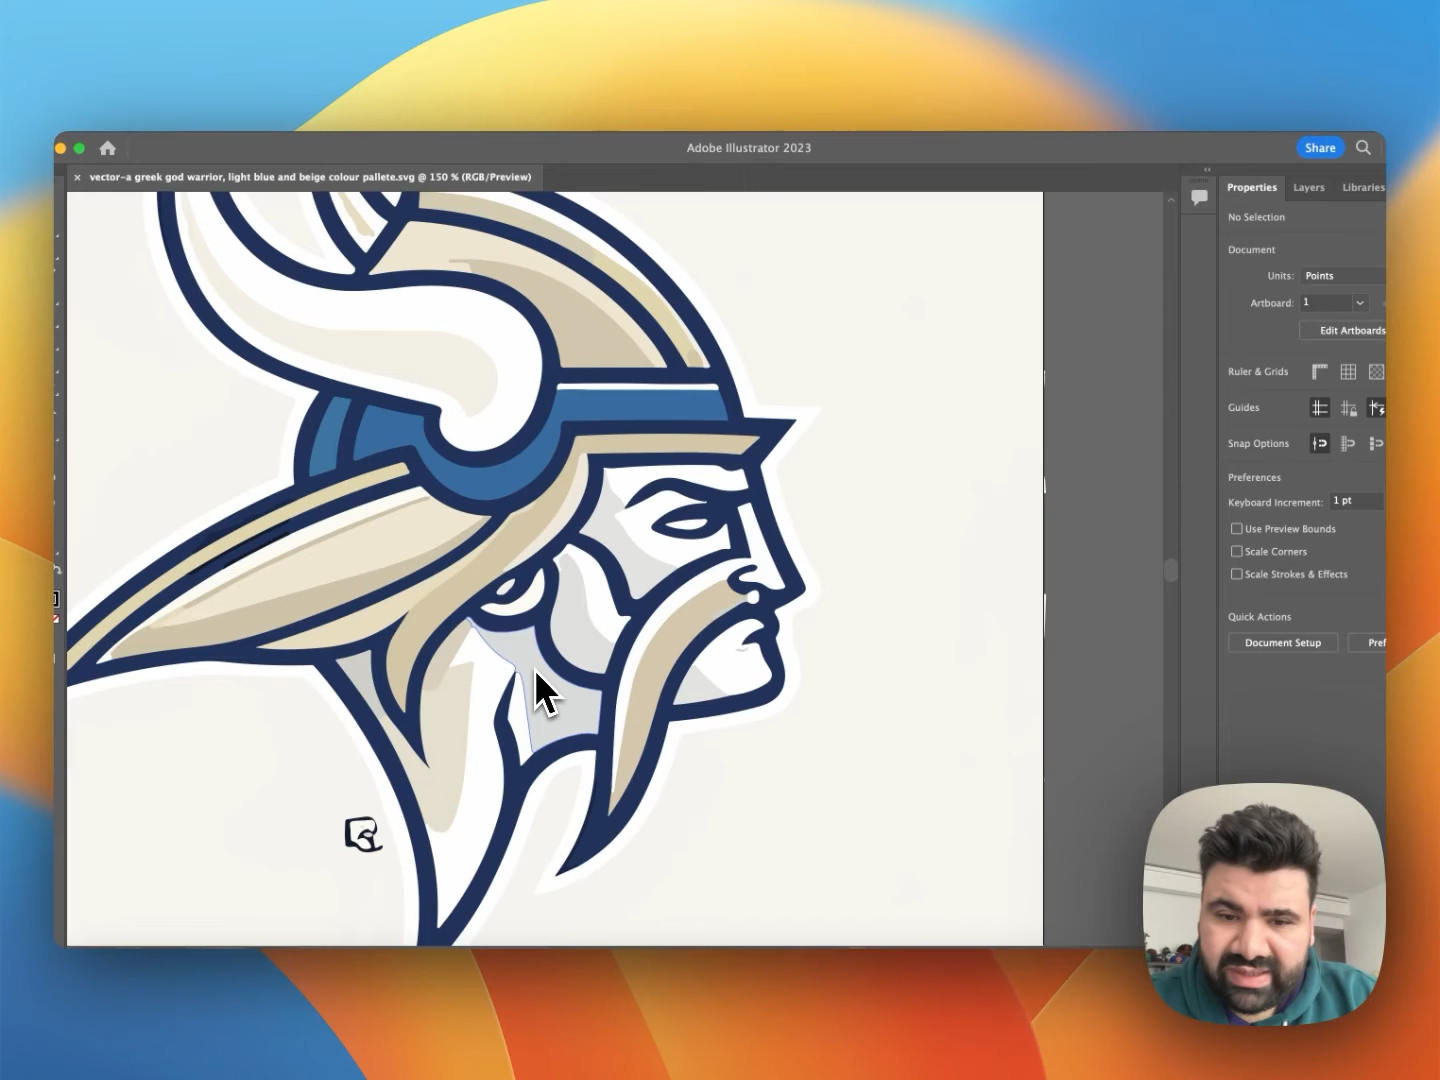 Adobe Illustrator 2023
Share
× vector-a greek god warrior, light blue and beige colour pallete.svg @ 150 % (RGB/Preview)
Properties Layers Libraries
No Selection
Document
Units: Points
Artboard: 1
Edit Artboards
Ruler & Grids
Guides
Snap Options
Preferences
Keyboard Increment: 1 pt
Use Preview Bounds
Scale Corners
Scale Strokes & Effects
Quick Actions
Document Setup Pref